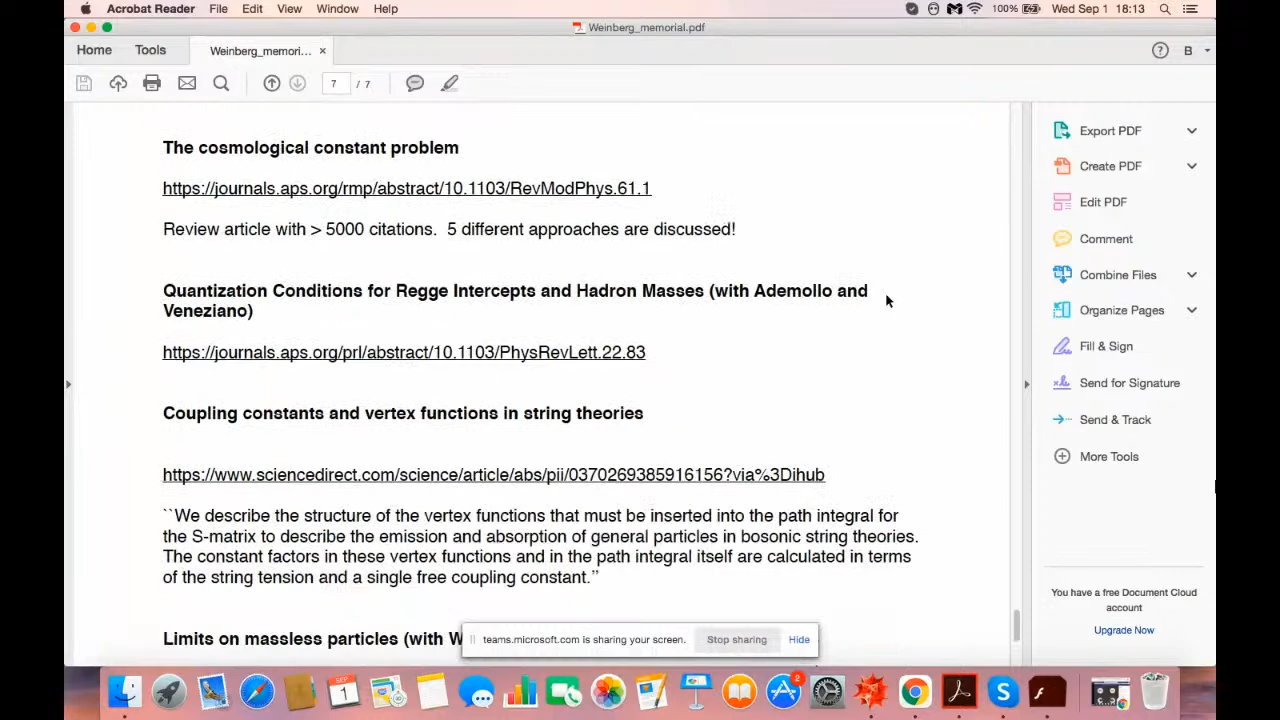 Acrobat Reader File Edit View Window Help 100% Wed Sep 1 18:13
Weinberg_memorial.pdf
Home Tools Weinberg_memori... × ? B
7 / 7
The cosmological constant problem
https://journals.aps.org/rmp/abstract/10.1103/RevModPhys.61.1
Review article with > 5000 citations. 5 different approaches are discussed!
Quantization Conditions for Regge Intercepts and Hadron Masses (with Ademollo and
Veneziano)
https://journals.aps.org/prl/abstract/10.1103/PhysRevLett.22.83
Coupling constants and vertex functions in string theories
https://www.sciencedirect.com/science/article/abs/pii/0370269385916156?via%3Dihub
``We describe the structure of the vertex functions that must be inserted into the path integral for
the S-matrix to describe the emission and absorption of general particles in bosonic string theories.
The constant factors in these vertex functions and in the path integral itself are calculated in terms
of the string tension and a single free coupling constant.’’
Limits on massless particles (with W
teams.microsoft.com is sharing your screen. Stop sharing Hide
Export PDF
Create PDF
Edit PDF
Comment
Combine Files
Organize Pages
Fill & Sign
Send for Signature
Send & Track
More Tools
You have a free Document Cloud
account
Upgrade Now
SEP
1
2